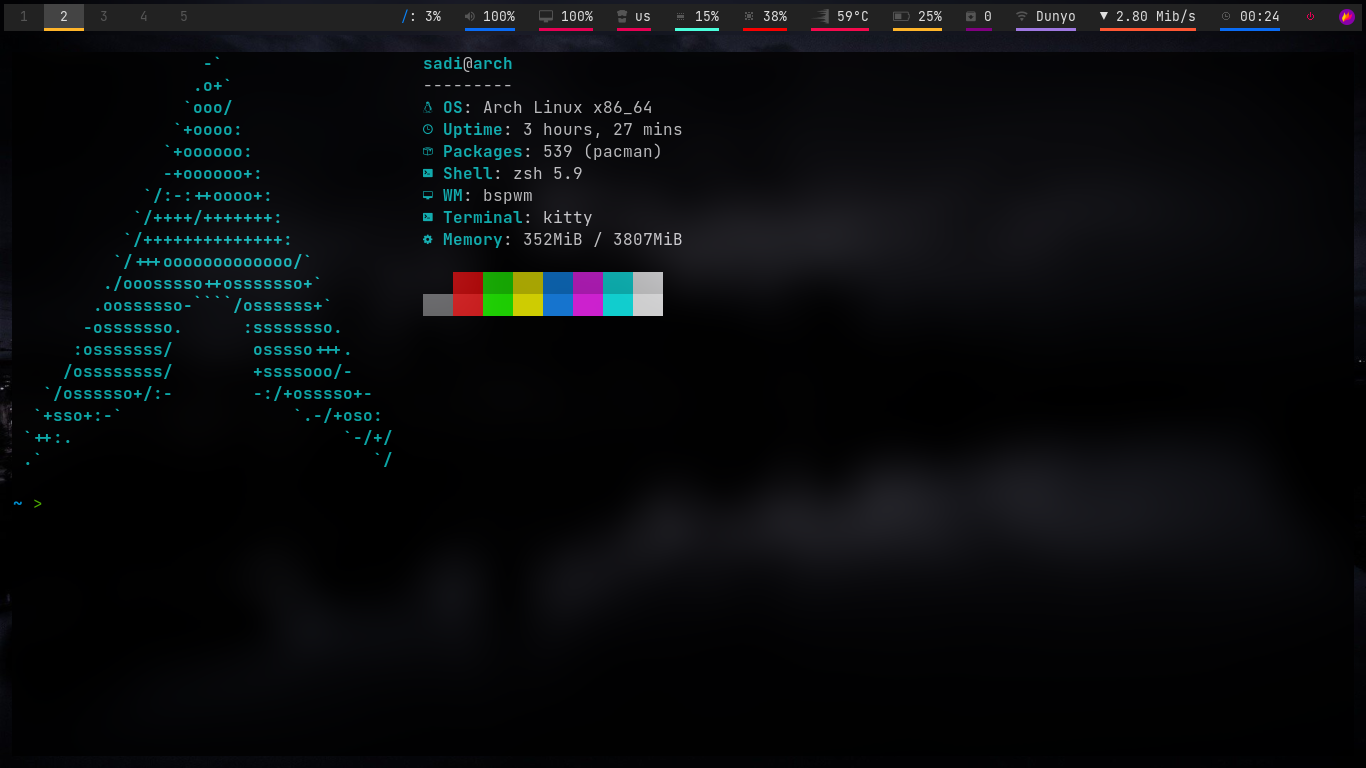 1 2 3 4 5 /: 3% 100% 100% us 15% 38% 59°C 25% 0 Dunyo ▼ 2.80 Mib/s 00:24
-`
.o+`
`ooo/
`+oooo:
`+oooooo:
-+oooooo+:
`/:-:++oooo+:
`/++++/+++++++:
`/++++++++++++++:
`/+++ooooooooooooo/`
./ooosssso++osssssso+`
.oossssso-````/ossssss+`
-osssssso.      :ssssssso.
:osssssss/        osssso+++.
/ossssssss/        +ssssooo/-
`/ossssso+/:-        -:/+osssso+-
`+sso+:-`                 `.-/+oso:
`++:.                           `-/+/
.`                                 `/
sadi@arch
---------
OS: Arch Linux x86_64
Uptime: 3 hours, 27 mins
Packages: 539 (pacman)
Shell: zsh 5.9
WM: bspwm
Terminal: kitty
Memory: 352MiB / 3807MiB
~ >